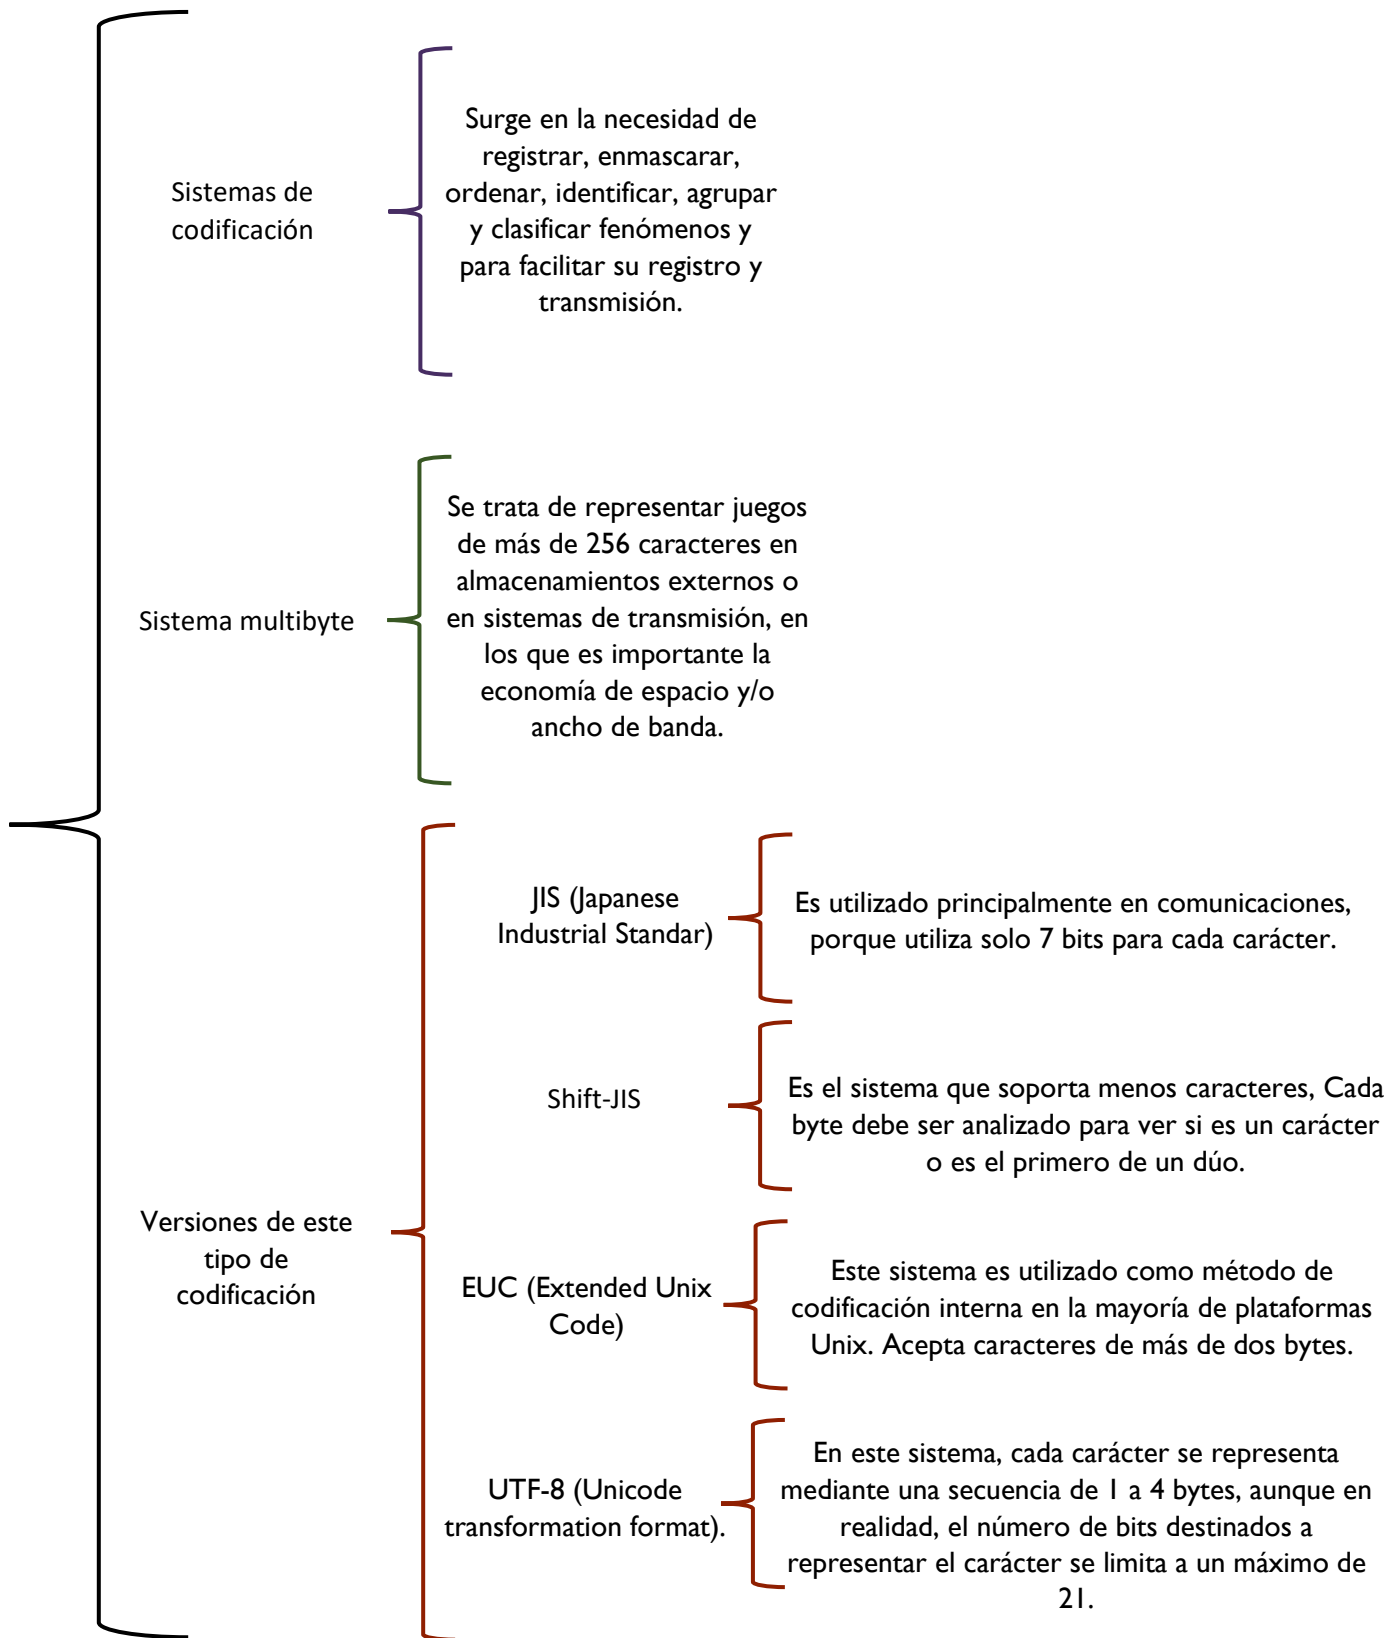 Sistemas de
codificación
Surge en la necesidad de
registrar, enmascarar,
ordenar, identificar, agrupar
y clasificar fenómenos y
para facilitar su registro y
transmisión.
Sistema multibyte
Se trata de representar juegos
de más de 256 caracteres en
almacenamientos externos o
en sistemas de transmisión, en
los que es importante la
economía de espacio y/o
ancho de banda.
Versiones de este
tipo de
codificación
JIS (Japanese
Industrial Standar)
Es utilizado principalmente en comunicaciones,
porque utiliza solo 7 bits para cada carácter.
Shift-JIS
Es el sistema que soporta menos caracteres, Cada
byte debe ser analizado para ver si es un carácter
o es el primero de un dúo.
EUC (Extended Unix
Code)
Este sistema es utilizado como método de
codificación interna en la mayoría de plataformas
Unix. Acepta caracteres de más de dos bytes.
UTF-8 (Unicode
transformation format).
En este sistema, cada carácter se representa
mediante una secuencia de 1 a 4 bytes, aunque en
realidad, el número de bits destinados a
representar el carácter se limita a un máximo de
21.